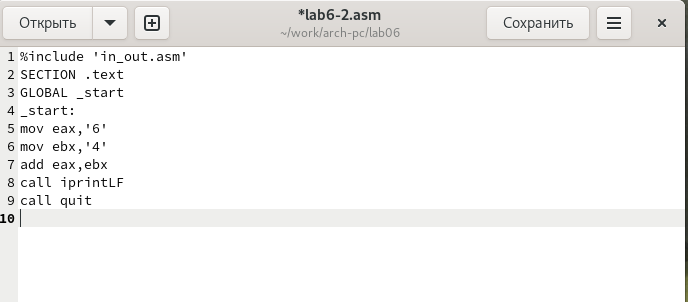 Открыть
*lab6-2.asm
~/work/arch-pc/lab06
Сохранить
1 %include 'in_out.asm'
2 SECTION .text
3 GLOBAL _start
4 _start:
5 mov eax,'6'
6 mov ebx,'4'
7 add eax,ebx
8 call iprintLF
9 call quit
10